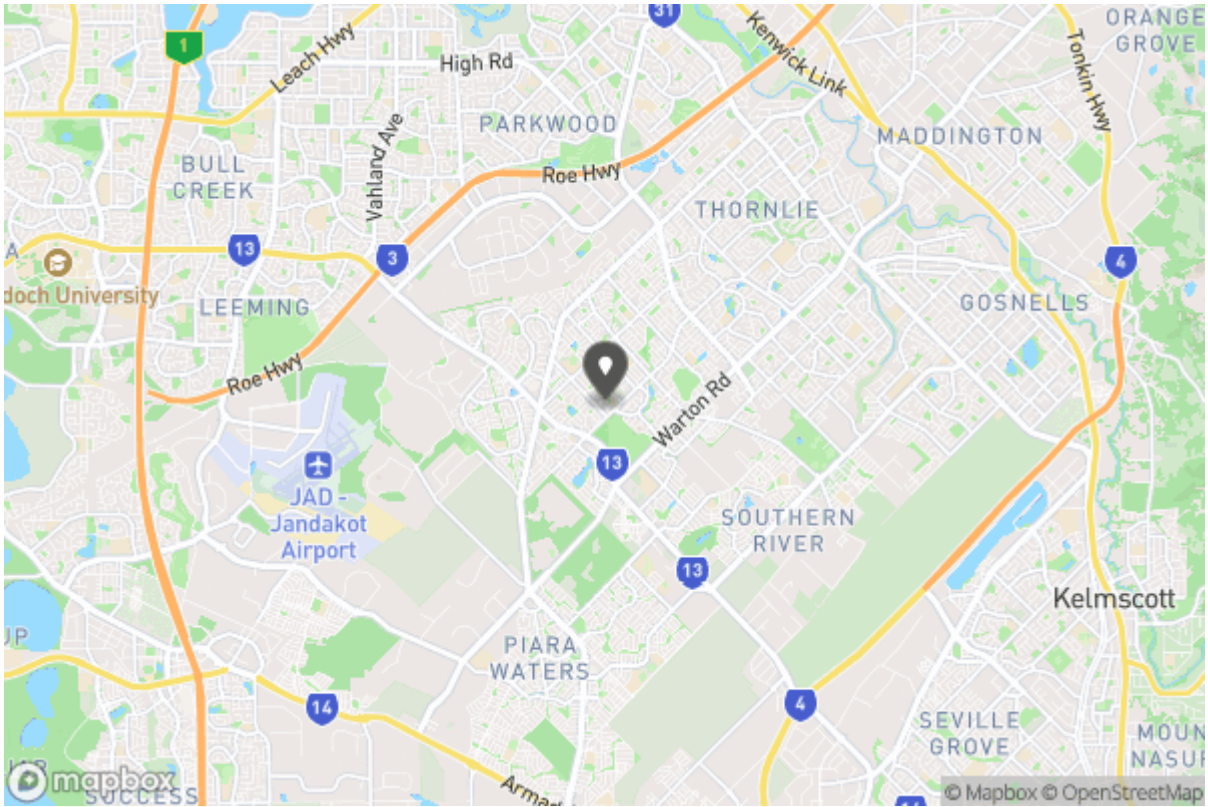 31
ORANGE
GROVE
1
Leach Hwy
High Rd
Kenwick Link
Tonkin Hwy
Vahland Ave
PARKWOOD
MADDINGTON
BULL
CREEK
Roe Hwy
THORNLIE
A
13
3
4
doch University
LEEMING
GOSNELLS
Roe Hwy
Warton Rd
13
JAD -
Jandakot
Airport
SOUTHERN
RIVER
13
Kelmscott
UP
PIARA
WATERS
14
4
SEVILLE
GROVE
MOUN
NASUR
mapbox
SUCCESS
Armad
14
© Mapbox © OpenStreetMap